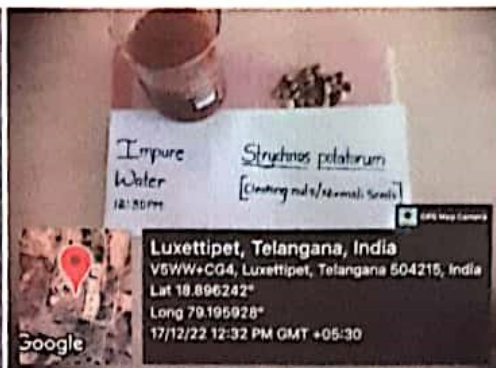 Impure
Water
12:30PM
Strychnos potatorum
[Clearing nuts/Nirmali Seeds]
GPS Map Camera
Luxettipet, Telangana, India
V5WW+CG4, Luxettipet, Telangana 504215, India
Lat 18.896242°
Long 79.195928°
17/12/22 12:32 PM GMT +05:30
Google